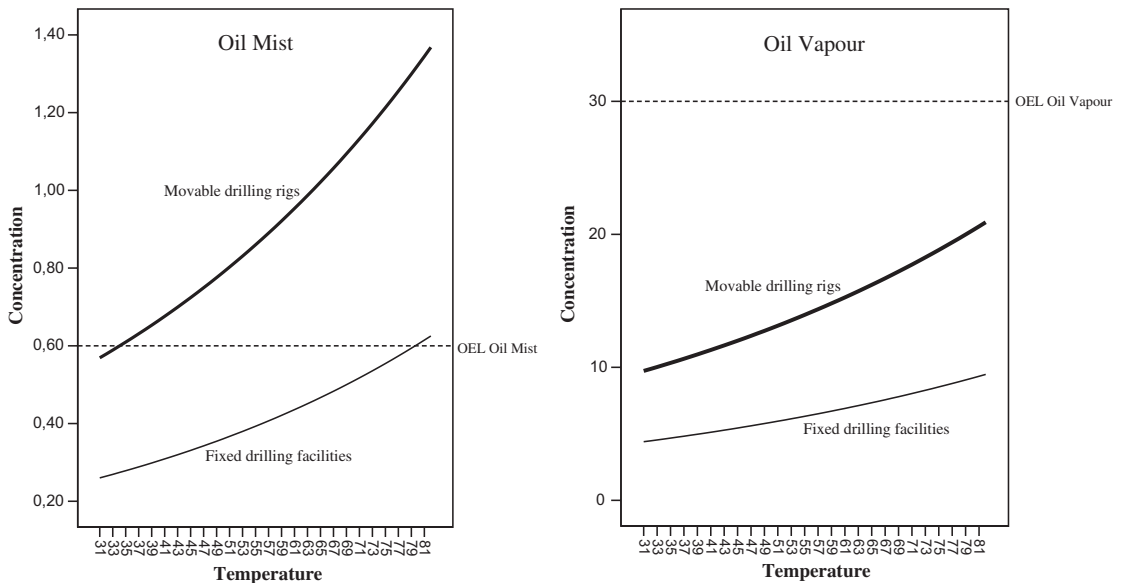 Oil Mist
1,40
1,20
1,00
0,80
0,60
0,40
0,20
Concentration
Movable drilling rigs
OEL Oil Mist
Fixed drilling facilities
31 33 35 37 39 41 43 45 47 49 51 53 55 57 59 61 63 65 67 69 71 73 75 77 79 81
Temperature
Oil Vapour
30
20
10
0
Concentration
OEL Oil Vapour
Movable drilling rigs
Fixed drilling facilities
31 33 35 37 39 41 43 45 47 49 51 53 55 57 59 61 63 65 67 69 71 73 75 77 79 81
Temperature